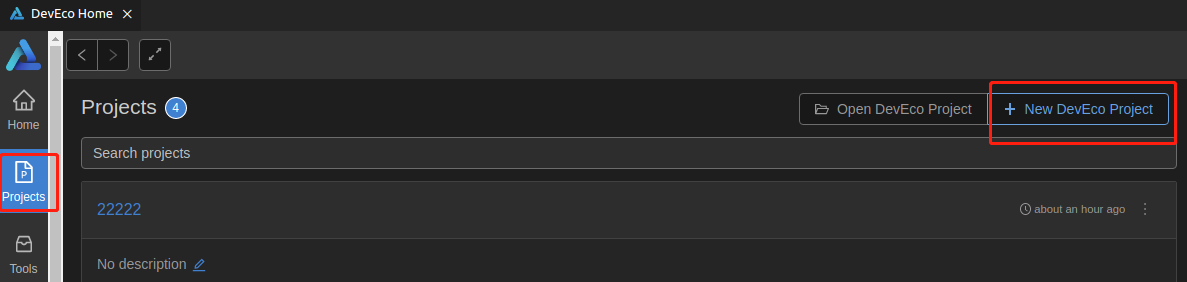 DevEco Home
Home
Projects
Tools
Projects 4
Open DevEco Project
New DevEco Project
Search projects
22222
about an hour ago
No description